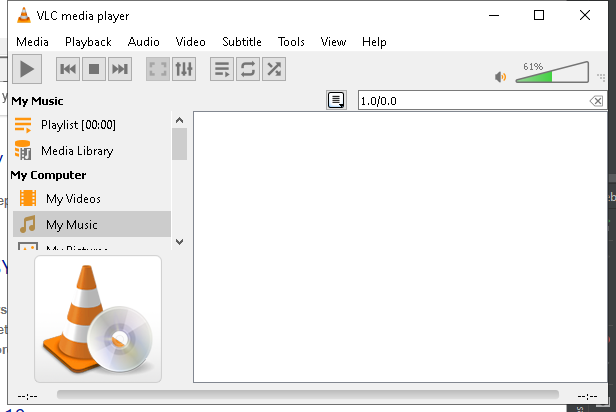 VLC media player
Media Playback Audio Video Subtitle Tools View Help
61%
My Music
1.0/0.0
Playlist [00:00]
Media Library
My Computer
My Videos
My Music
My Pictures
--:-- --:--